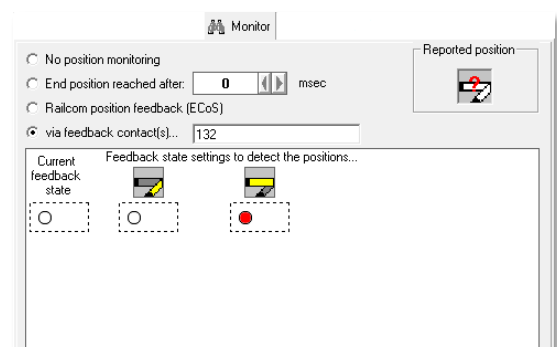 Monitor
Reported position
No position monitoring
End position reached after: 0 msec
Railcom position feedback (ECoS)
via feedback contact(s)... 132
Current feedback state
Feedback state settings to detect the positions...
?